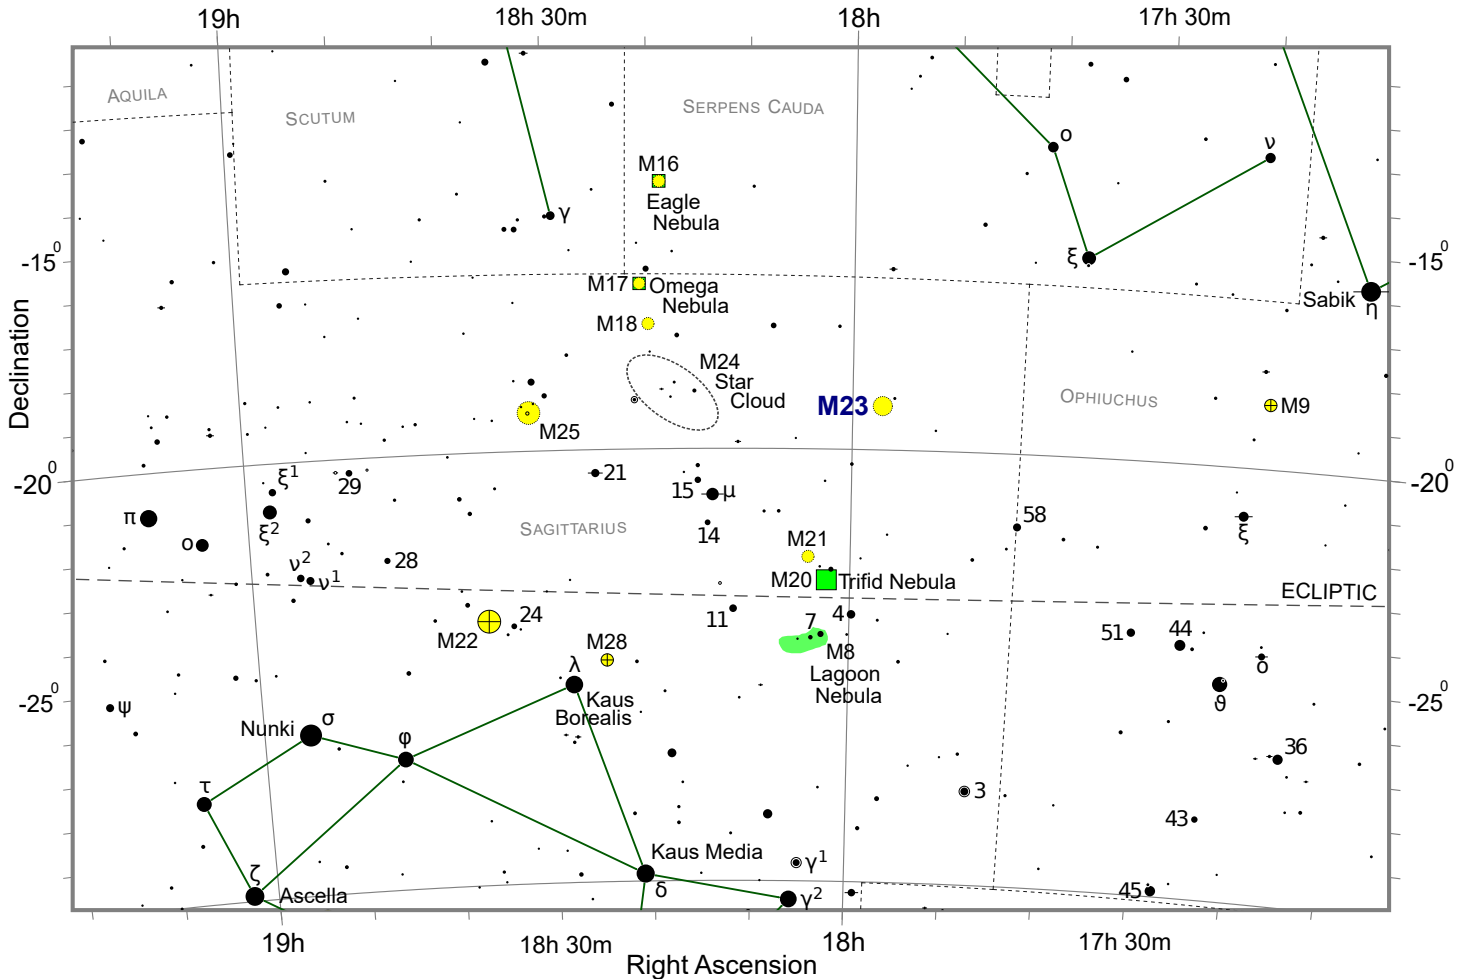 19h
18h 30m
18h
17h 30m
AQUILA
SCUTUM
SERPENS CAUDA
ο
ν
M16
Eagle
Nebula
γ
-15⁰
-15⁰
ξ
M17
Omega
Nebula
Sabik
η
M18
M24
Star
Cloud
M23
OPHIUCHUS
M9
M25
Declination
-20⁰
-20⁰
ξ¹
29
21
15
μ
π
ξ²
14
SAGITTARIUS
58
ξ
ο
M21
ν²
ν¹
28
M20
Trifid Nebula
ECLIPTIC
M22
24
11
7
4
51
44
M28
M8
Lagoon
Nebula
ο
λ
Kaus
Borealis
-25⁰
-25⁰
ψ
Nunki
σ
ϑ
φ
36
τ
3
43
Kaus Media
γ¹
ζ
Ascella
δ
γ²
45
19h
18h 30m
18h
17h 30m
Right Ascension